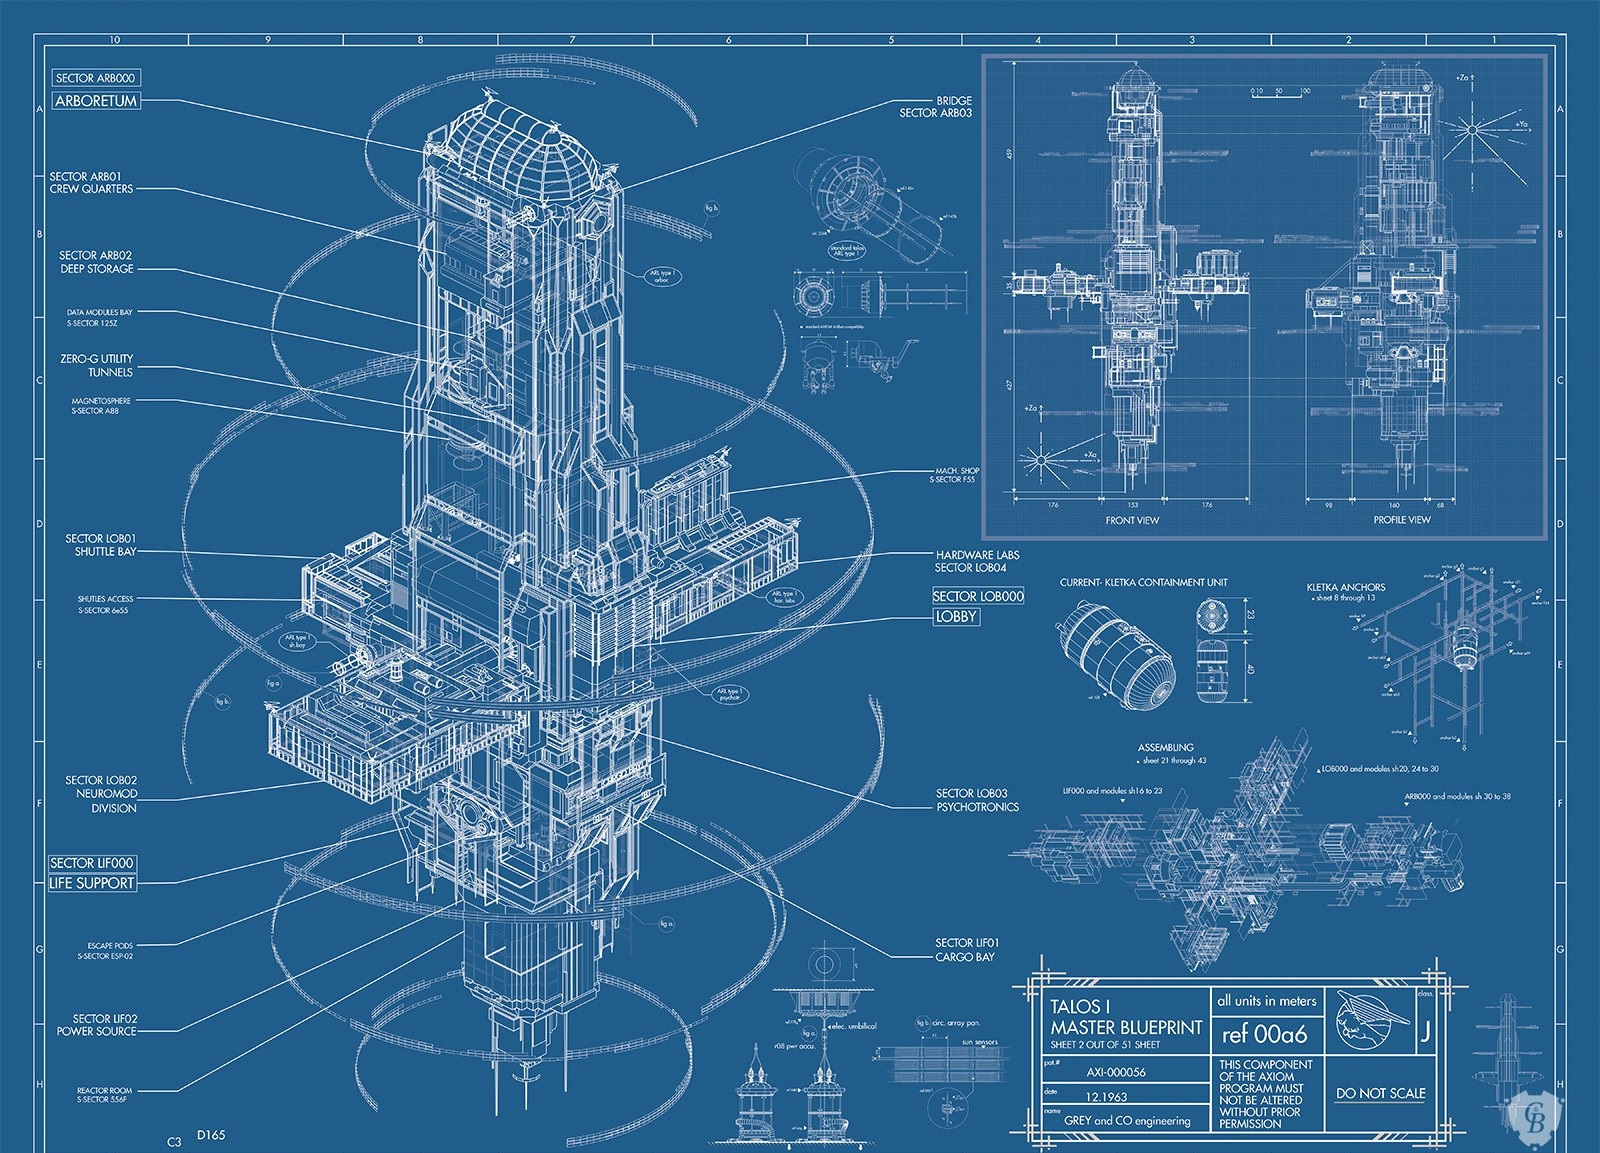 10 9 8 7 6 5 4 3 2 1
A
B
C
D
E
F
G
H
A
B
C
D
E
F
G
H
SECTOR ARB000
ARBORETUM
SECTOR ARB01
CREW QUARTERS
SECTOR ARB02
DEEP STORAGE
DATA MODULES BAY
S-SECTOR 125Z
ZERO-G UTILITY
TUNNELS
MAGNETOSPHERE
S-SECTOR A88
SECTOR LOB01
SHUTTLE BAY
SHUTLES ACCESS
S-SECTOR 6e55
SECTOR LOB02
NEUROMOD
DIVISION
SECTOR LIF000
LIFE SUPPORT
ESCAPE PODS
S-SECTOR ESP-02
SECTOR LIF02
POWER SOURCE
REACTOR ROOM
S-SECTOR 556F
C3 D165
BRIDGE
SECTOR ARB03
fig b.
ARL type 1
arbor.
standard talos
ARL type 1
MACH. SHOP
S-SECTOR F55
HARDWARE LABS
SECTOR LOB04
SECTOR LOB000
LOBBY
ARL type 1
har. labs
ARL type 1
sh.bay
ARL type 1
psychotr.
fig a.
fig b.
SECTOR LOB03
PSYCHOTRONICS
fig a.
SECTOR LIF01
CARGO BAY
0.10 50 100
+Za
+Ya
459
35
427
+Za
+Xa
176 153 176
98 160 68
FRONT VIEW
PROFILE VIEW
CURRENT- KLETKA CONTAINMENT UNIT
23
40
KLETKA ANCHORS
• sheet 8 through 13
ASSEMBLING
• sheet 21 through 43
LOB000 and modules sh20, 24 to 30
LIF000 and modules sh16 to 23
ARB000 and modules sh 30 to 38
elec. umbilical
fig a.
r08 pwr accu.
fig b. circ. array pan.
sun sensors
TALOS I
MASTER BLUEPRINT
SHEET 2 OUT OF 51 SHEET
pat.#
AXI-000056
date
12.1963
name
GREY and CO engineering
all units in meters
ref 00a6
THIS COMPONENT
OF THE AXIOM
PROGRAM MUST
NOT BE ALTERED
WITHOUT PRIOR
PERMISSION
class.
J
DO NOT SCALE
CB